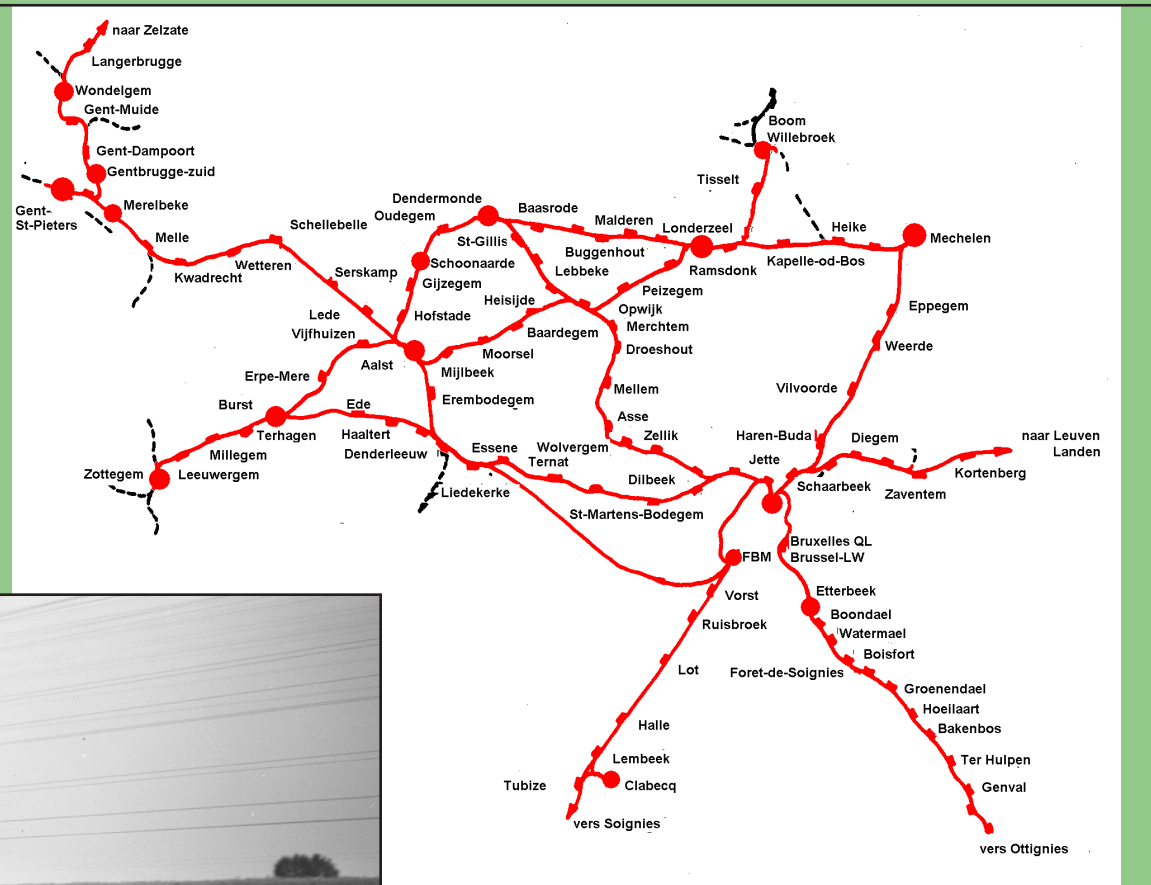 naar Zelzate
Langerbrugge
Wondelgem
Gent-Muide
Gent-Dampoort
Gentbrugge-zuid
Gent-
St-Pieters
Merelbeke
Melle
Kwadrecht
Wetteren
Schellebelle
Serskamp
Lede
Vijfhuizen
Aalst
Erpe-Mere
Burst
Terhagen
Ede
Haaltert
Denderleeuw
Millegem
Leeuwergem
Zottegem
Dendermonde
Oudegem
Schoonaarde
Gijzegem
Hofstade
St-Gillis
Lebbeke
Heisijde
Baardegem
Moorsel
Mijlbeek
Erembodegem
Baasrode
Malderen
Buggenhout
Londerzeel
Peizegem
Opwijk
Merchtem
Droeshout
Mellem
Asse
Zellik
Boom
Willebroek
Tisselt
Ramsdonk
Kapelle-od-Bos
Heike
Mechelen
Eppegem
Weerde
Vilvoorde
Haren-Buda
Diegem
naar Leuven
Landen
Kortenberg
Zaventem
Schaarbeek
Jette
Essene
Wolvergem
Ternat
Liedekerke
Dilbeek
St-Martens-Bodegem
Bruxelles QL
Brussel-LW
FBM
Vorst
Ruisbroek
Lot
Halle
Lembeek
Clabecq
Tubize
vers Soignies
Etterbeek
Boondael
Watermael
Boisfort
Foret-de-Soignies
Groenendael
Hoeilaart
Bakenbos
Ter Hulpen
Genval
vers Ottignies